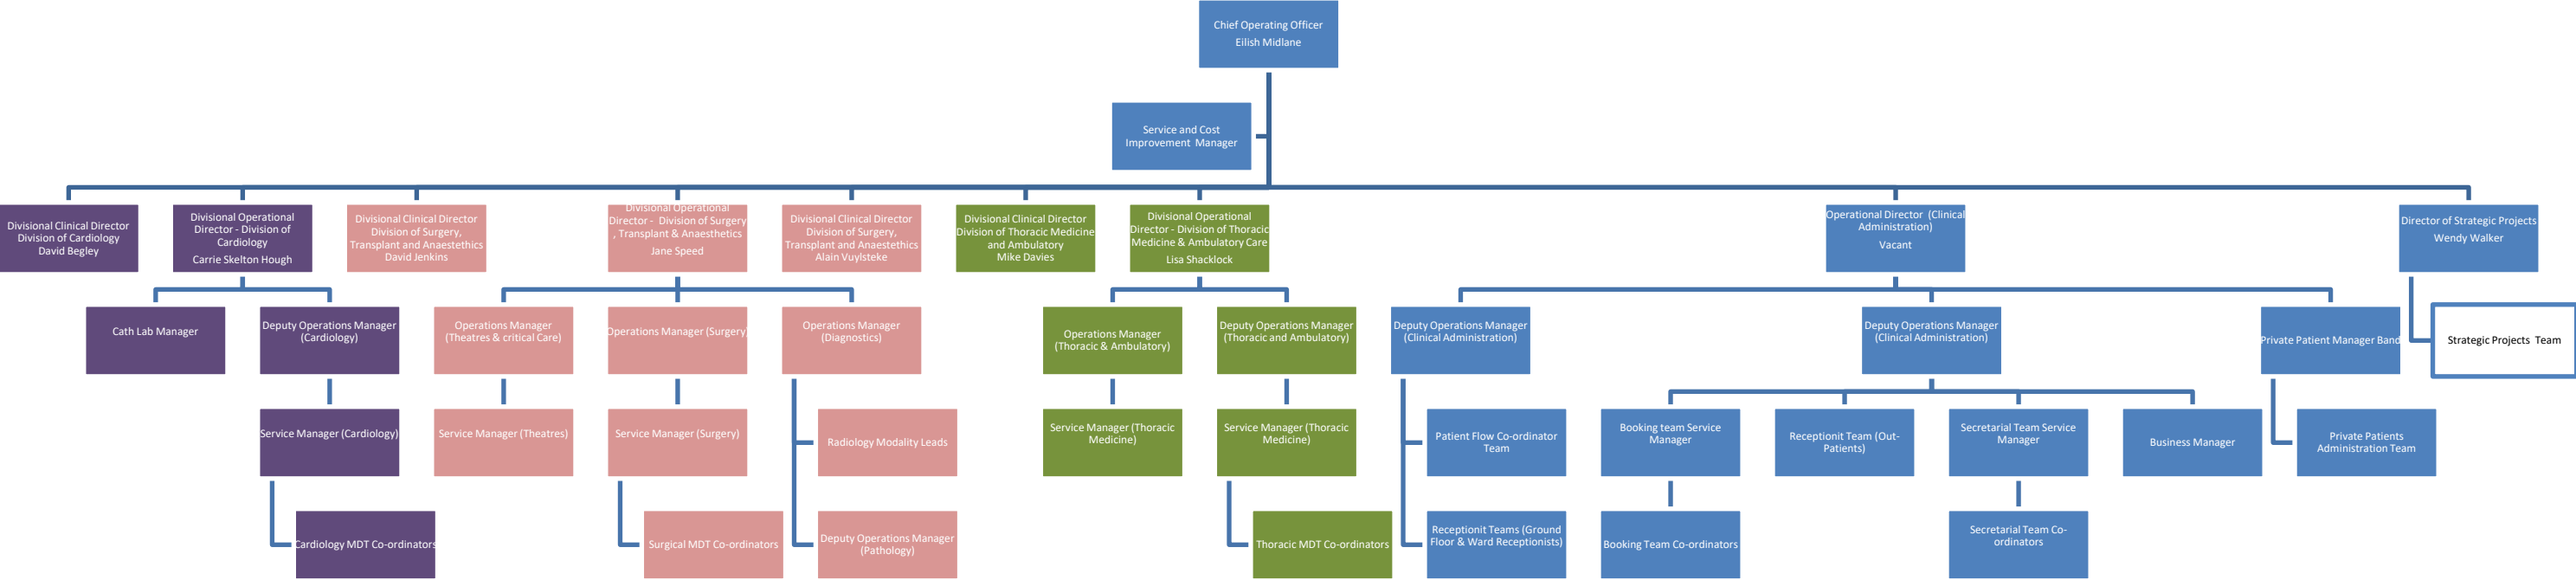 Chief Operating Officer
Eilish Midlane
Service and Cost
Improvement Manager
Divisional Clinical Director
Division of Cardiology
David Begley
Divisional Operational
Director - Division of
Cardiology
Carrie Skelton Hough
Divisional Clinical Director
Division of Surgery,
Transplant and Anaestethics
David Jenkins
Divisional Operational
Director - Division of Surgery
, Transplant & Anaesthetics
Jane Speed
Divisional Clinical Director
Division of Surgery,
Transplant and Anaestethics
Alain Vuylsteke
Divisional Clinical Director
Division of Thoracic Medicine
and Ambulatory
Mike Davies
Divisional Operational
Director - Division of Thoracic
Medicine & Ambulatory Care
Lisa Shacklock
Operational Director (Clinical
Administration)
Vacant
Director of Strategic Projects
Wendy Walker
Cath Lab Manager
Deputy Operations Manager
(Cardiology)
Operations Manager
(Theatres & critical Care)
Operations Manager (Surgery)
Operations Manager
(Diagnostics)
Operations Manager
(Thoracic & Ambulatory)
Deputy Operations Manager
(Thoracic and Ambulatory)
Deputy Operations Manager
(Clinical Administration)
Deputy Operations Manager
(Clinical Administration)
Private Patient Manager Band
Strategic Projects Team
Service Manager (Cardiology)
Service Manager (Theatres)
Service Manager (Surgery)
Radiology Modality Leads
Service Manager (Thoracic
Medicine)
Service Manager (Thoracic
Medicine)
Patient Flow Co-ordinator
Team
Booking team Service
Manager
Receptionit Team (Out-
Patients)
Secretarial Team Service
Manager
Business Manager
Private Patients
Administration Team
Cardiology MDT Co-ordinators
Surgical MDT Co-ordinators
Deputy Operations Manager
(Pathology)
Thoracic MDT Co-ordinators
Receptionit Teams (Ground
Floor & Ward Receptionists)
Booking Team Co-ordinators
Secretarial Team Co-
ordinators